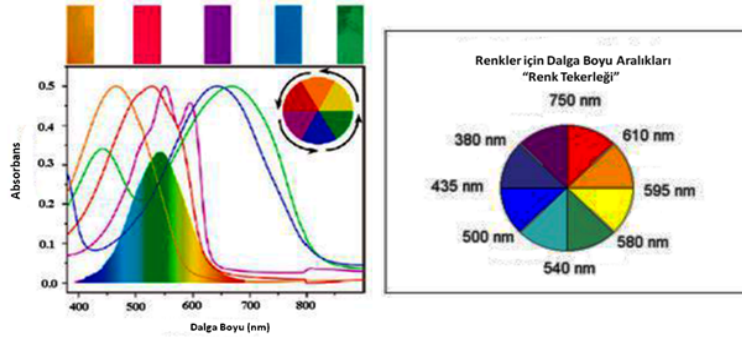 Absorbans
0.5
0.4
0.3
0.2
0.1
0.0
400
500
600
700
800
Dalga Boyu (nm)
Renkler için Dalga Boyu Aralıkları
“Renk Tekerleği”
750 nm
380 nm
610 nm
435 nm
595 nm
500 nm
580 nm
540 nm